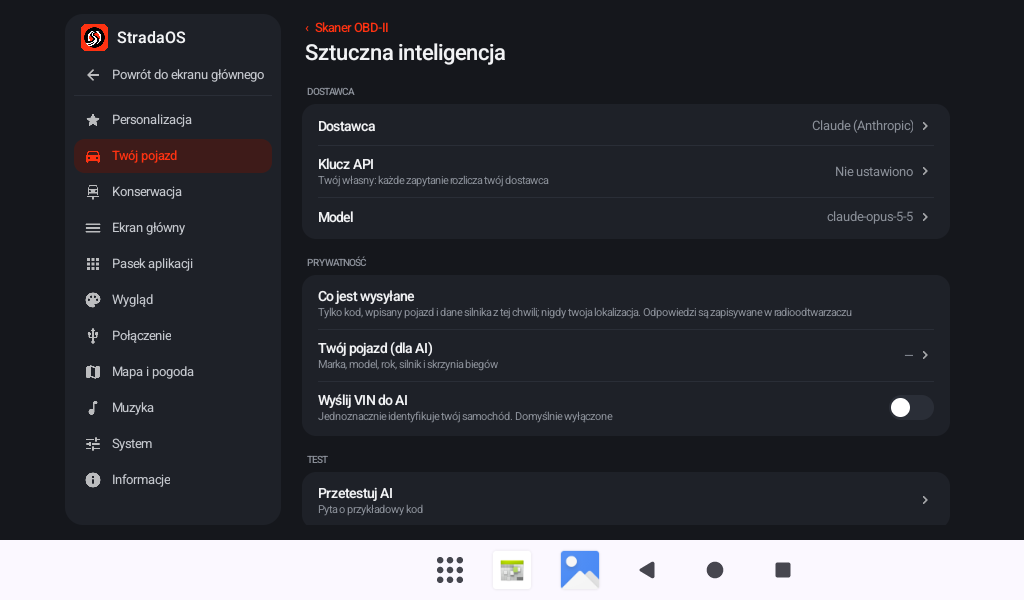 StradaOS
Powrót do ekranu głównego
Personalizacja
Twój pojazd
Konserwacja
Ekran główny
Pasek aplikacji
Wygląd
Połączenie
Mapa i pogoda
Muzyka
System
Informacje
‹ Skaner OBD-II
Sztuczna inteligencja
DOSTAWCA
Dostawca
Claude (Anthropic)
Klucz API
Twój własny: każde zapytanie rozlicza twój dostawca
Nie ustawiono
Model
claude-opus-5-5
PRYWATNOŚĆ
Co jest wysyłane
Tylko kod, wpisany pojazd i dane silnika z tej chwili; nigdy twoja lokalizacja. Odpowiedzi są zapisywane w radioodtwarzaczu
Twój pojazd (dla AI)
Marka, model, rok, silnik i skrzynia biegów
–
Wyślij VIN do AI
Jednoznacznie identyfikuje twój samochód. Domyślnie wyłączone
TEST
Przetestuj AI
Pyta o przykładowy kod